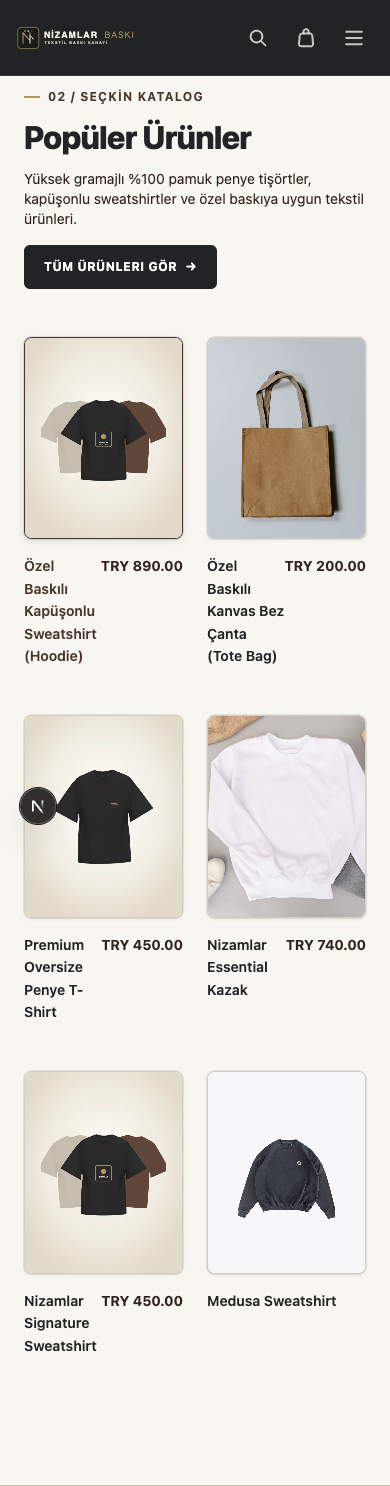 NİZAMLAR BASKI
TEKSTİL BASKI SANAYİ
02 / SEÇKİN KATALOG
Popüler Ürünler
Yüksek gramajlı %100 pamuk penye tişörtler,
kapüşonlu sweatshirtler ve özel baskıya uygun tekstil
ürünleri.
TÜM ÜRÜNLERI GÖR →
Özel
Baskılı
Kapüşonlu
Sweatshirt
(Hoodie)
TRY 890.00
Özel
Baskılı
Kanvas Bez
Çanta
(Tote Bag)
TRY 200.00
N
Premium
Oversize
Penye T-
Shirt
TRY 450.00
Nizamlar
Essential
Kazak
TRY 740.00
Nizamlar
Signature
Sweatshirt
TRY 450.00
Medusa Sweatshirt